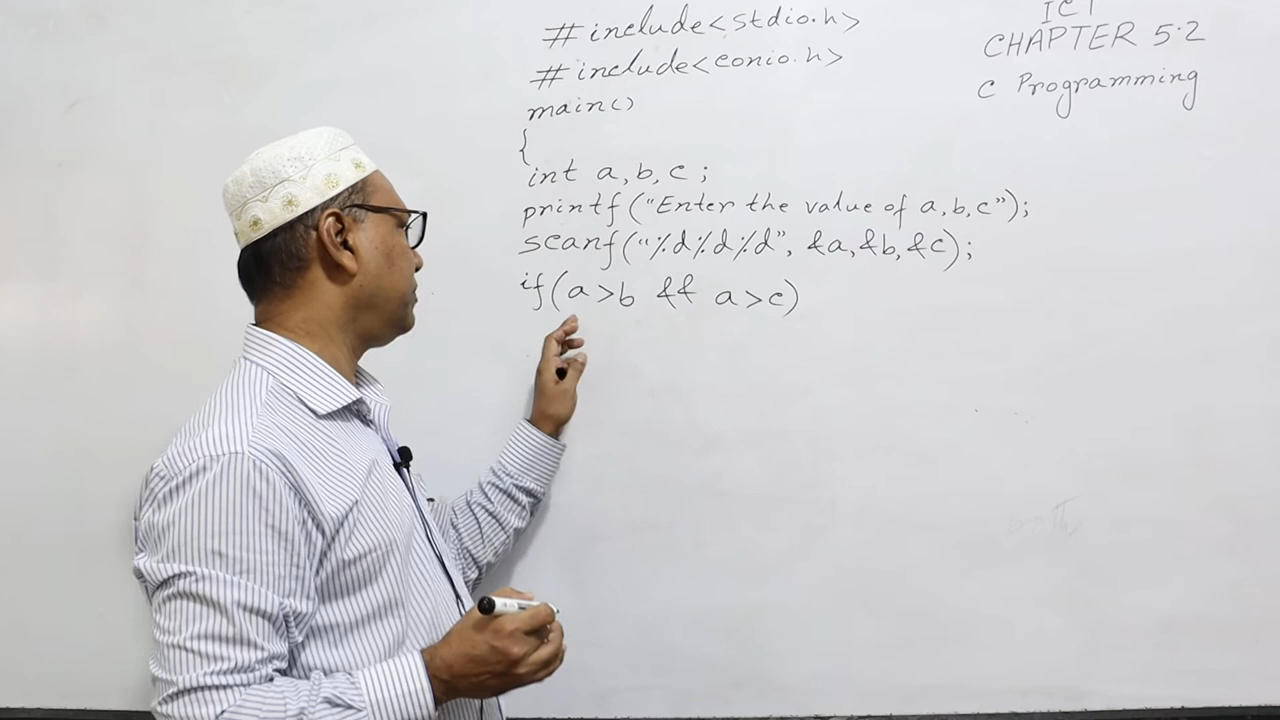 #include<stdio.h>
#include<conio.h>
main()
{
int a,b,c;
printf("Enter the value of a,b,c");
scanf("%d%d%d", &a,&b,&c);
if(a>b && a>c)
ICT
CHAPTER 5.2
C Programming